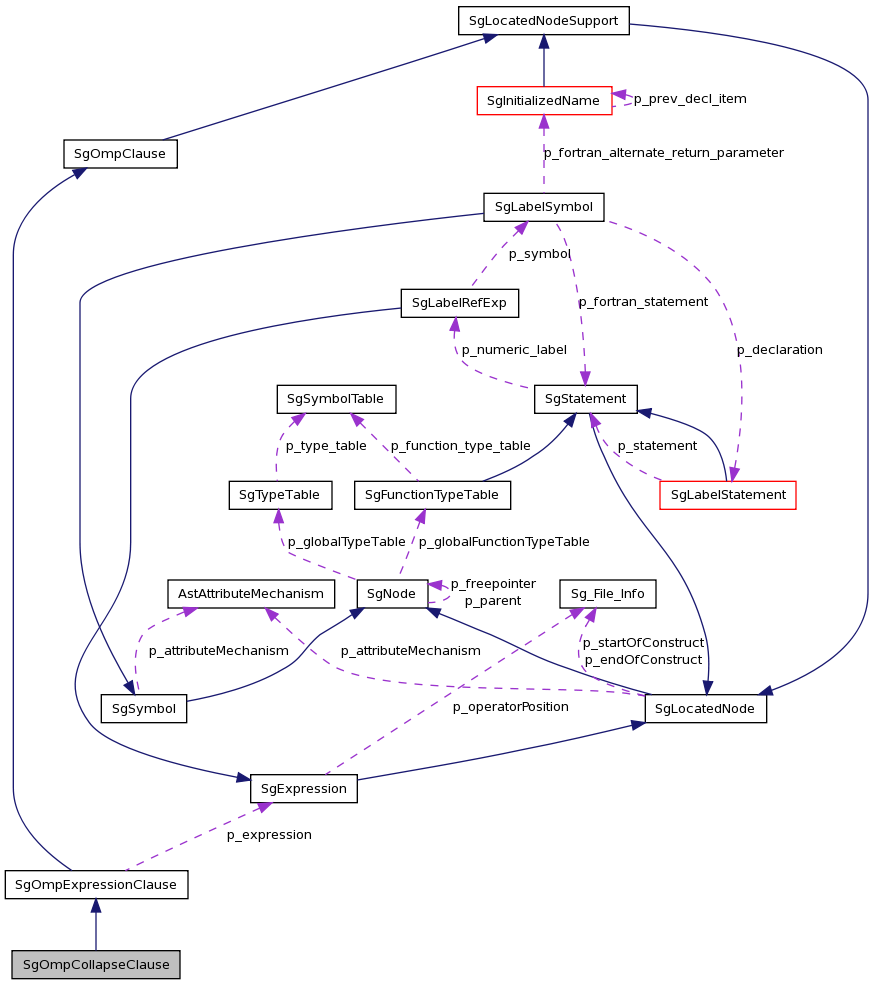 SgLocatedNodeSupport
SgInitializedName
p_prev_decl_item
SgOmpClause
p_fortran_alternate_return_parameter
SgLabelSymbol
p_symbol
SgLabelRefExp
p_fortran_statement
p_numeric_label
p_declaration
SgSymbolTable
SgStatement
p_type_table
p_function_type_table
p_statement
SgTypeTable
SgFunctionTypeTable
SgLabelStatement
p_globalTypeTable
p_globalFunctionTypeTable
AstAttributeMechanism
SgNode
p_freepointer
p_parent
Sg_File_Info
p_attributeMechanism
p_attributeMechanism
p_startOfConstruct
p_endOfConstruct
SgSymbol
p_operatorPosition
SgLocatedNode
SgExpression
p_expression
SgOmpExpressionClause
SgOmpCollapseClause